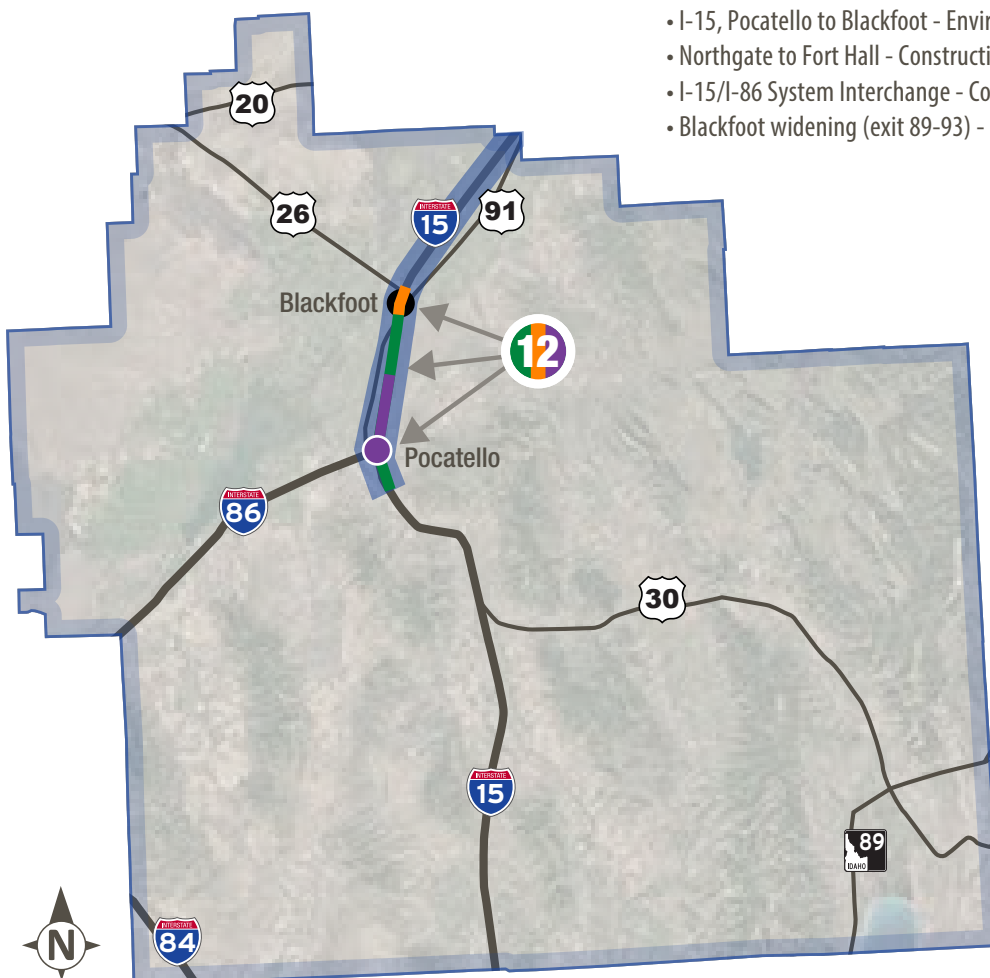 • I-15, Pocatello to Blackfoot - Envir
• Northgate to Fort Hall - Constructi
• I-15/I-86 System Interchange - Co
• Blackfoot widening (exit 89-93) -
20
26
INTERSTATE
15
91
Blackfoot
12
Pocatello
INTERSTATE
86
30
INTERSTATE
15
89
IDAHO
INTERSTATE
84
N